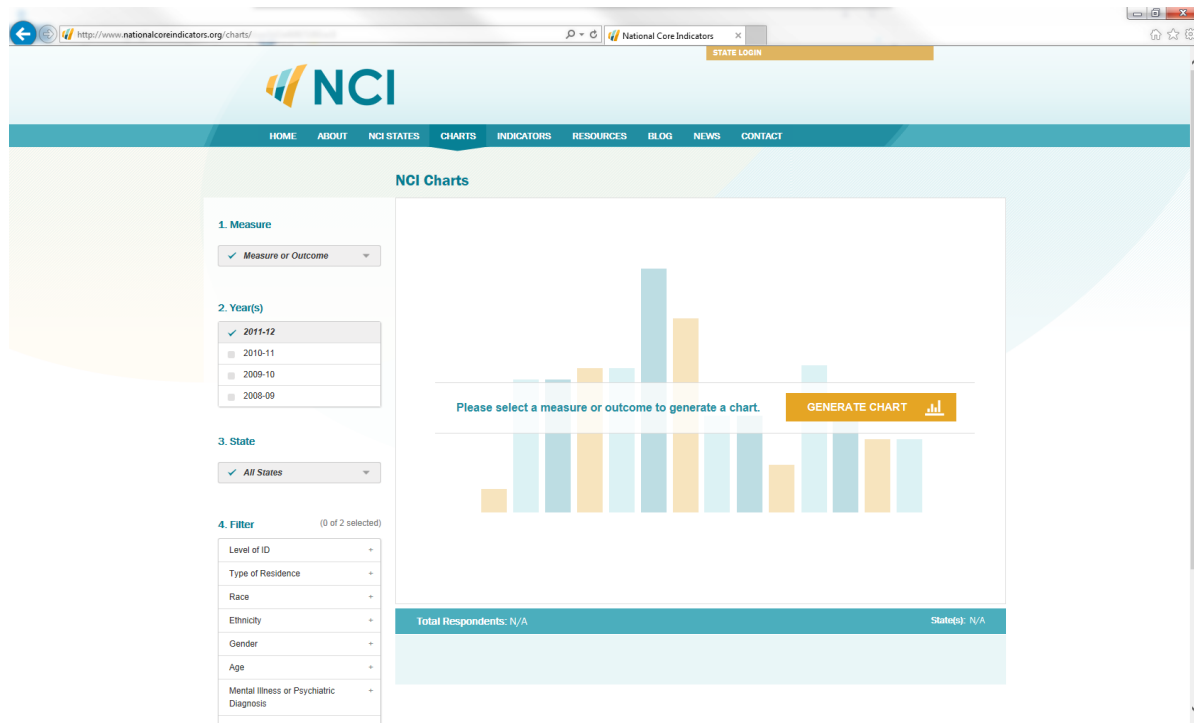 http://www.nationalcoreindicators.org/charts/
National Core Indicators
STATE LOGIN
NCI
HOME ABOUT NCI STATES CHARTS INDICATORS RESOURCES BLOG NEWS CONTACT
NCI Charts
1. Measure
Measure or Outcome
2. Year(s)
2011-12
2010-11
2009-10
2008-09
3. State
All States
4. Filter (0 of 2 selected)
Level of ID
Type of Residence
Race
Ethnicity
Gender
Age
Mental Illness or Psychiatric
Diagnosis
Please select a measure or outcome to generate a chart.
GENERATE CHART
Total Respondents: N/A
State(s): N/A